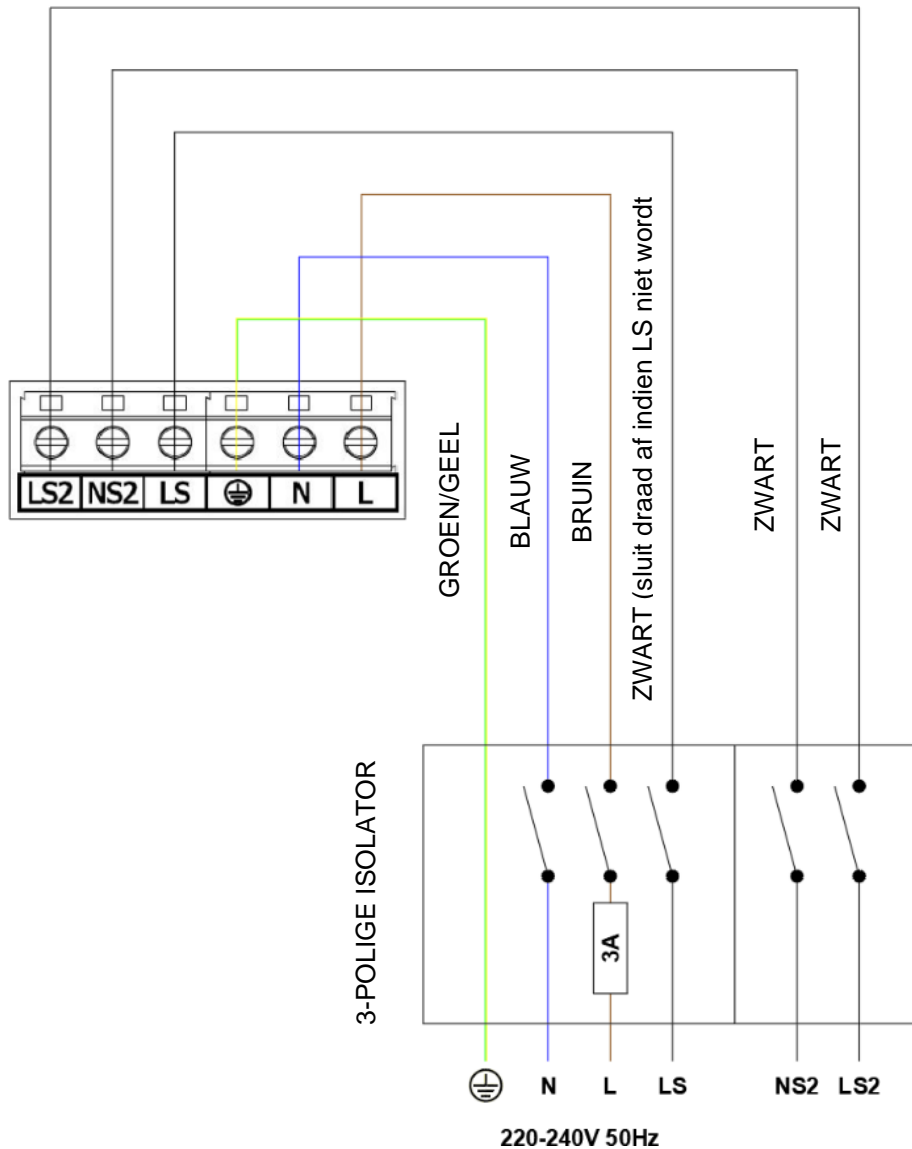 LS2 NS2 LS N L
GROEN/GEEL
BLAUW
BRUIN
ZWART (sluit draad af indien LS niet wordt
ZWART
ZWART
3-POLIGE ISOLATOR
3A
N L LS NS2 LS2
220-240V 50Hz